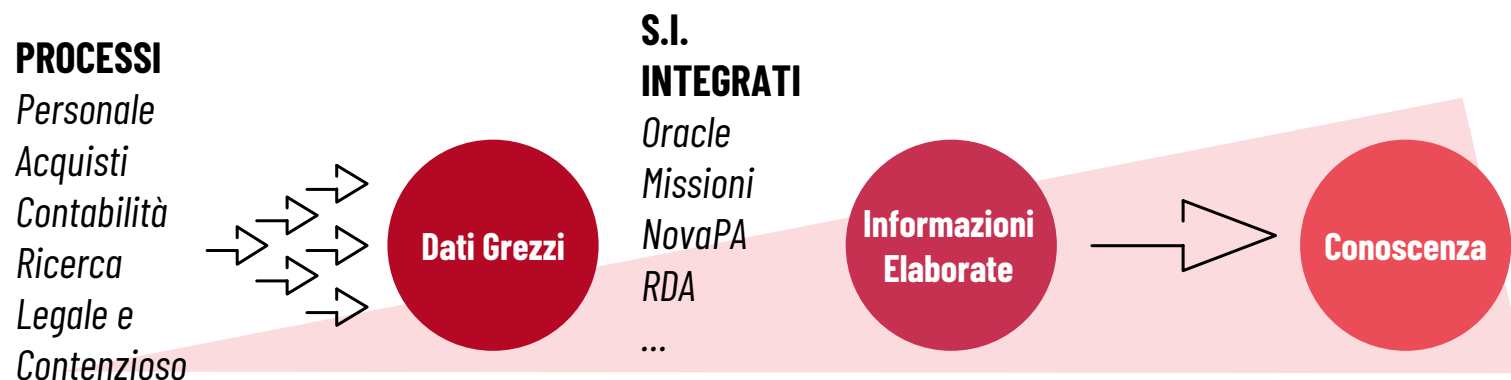 PROCESSI
Personale
Acquisti
Contabilità
Ricerca
Legale e
Contenzioso
Dati Grezzi
S.I.
INTEGRATI
Oracle
Missioni
NovaPA
RDA
...
Informazioni
Elaborate
Conoscenza